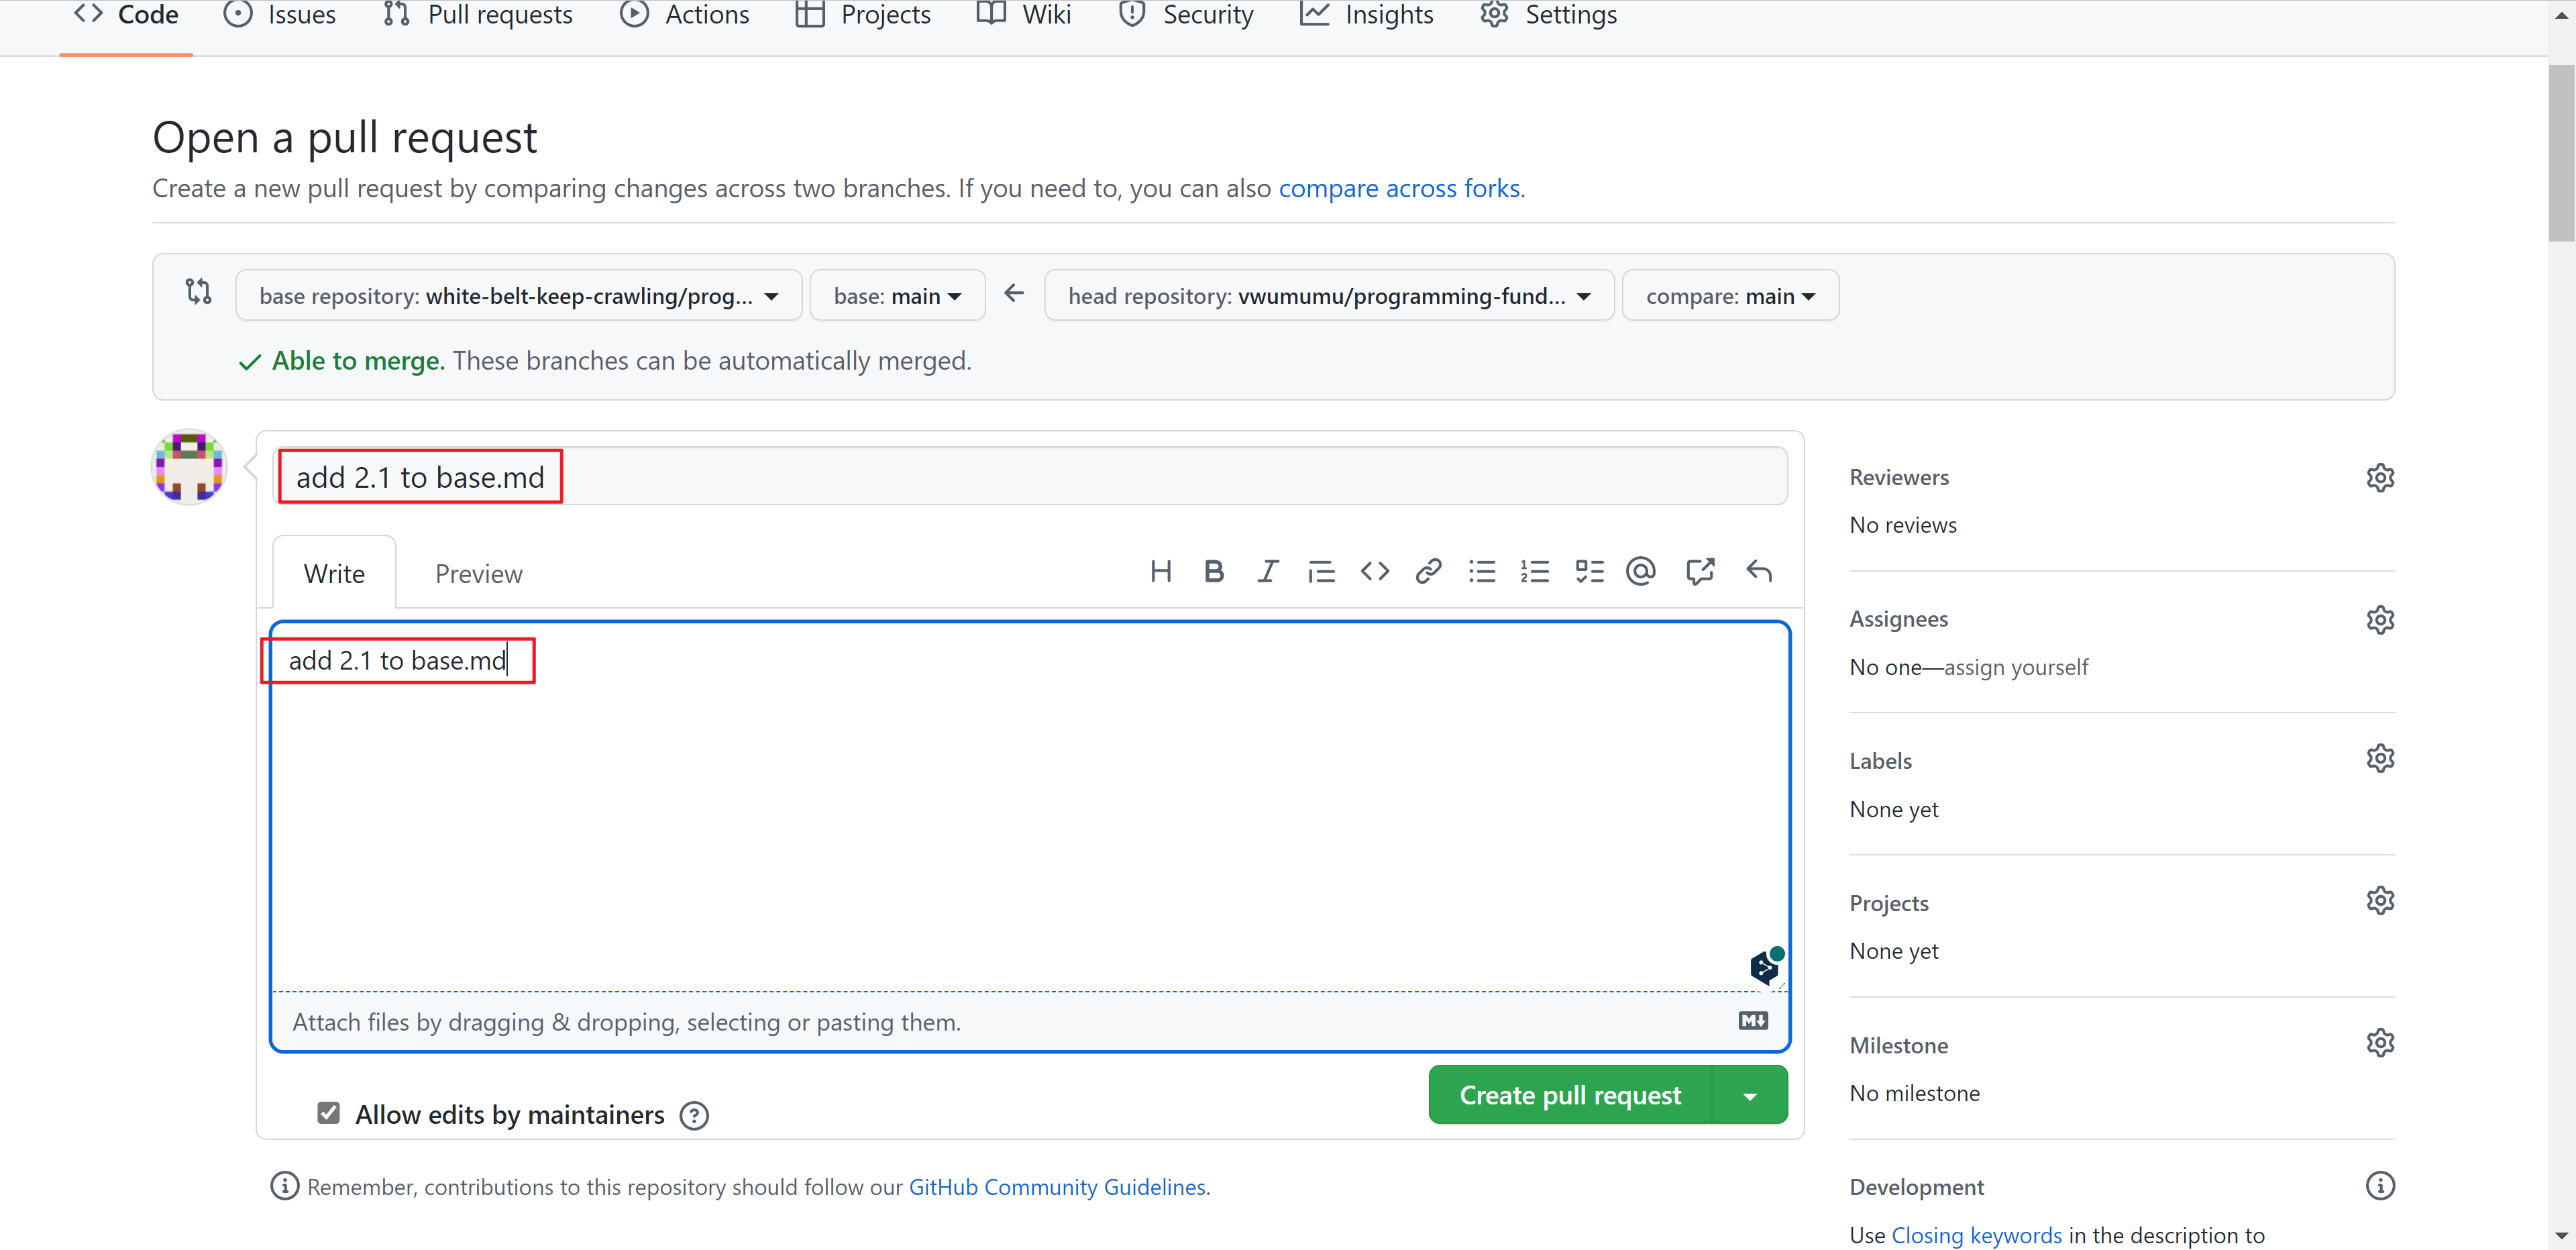 Code Issues Pull requests Actions Projects Wiki Security Insights Settings
Open a pull request
Create a new pull request by comparing changes across two branches. If you need to, you can also compare across forks.
base repository: white-belt-keep-crawling/prog... base: main head repository: vwumumu/programming-fund... compare: main
Able to merge. These branches can be automatically merged.
add 2.1 to base.md
Write Preview
add 2.1 to base.md
Attach files by dragging & dropping, selecting or pasting them.
Allow edits by maintainers
Create pull request
Remember, contributions to this repository should follow our GitHub Community Guidelines.
Reviewers
No reviews
Assignees
No one—assign yourself
Labels
None yet
Projects
None yet
Milestone
No milestone
Development
Use Closing keywords in the description to